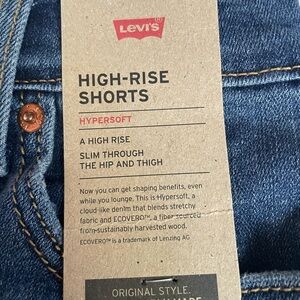 Levi's
HIGH-RISE
SHORTS
HYPERSOFT
A HIGH RISE
SLIM THROUGH
THE HIP AND THIGH
Now you can get shaping benefits, even
while you lounge. This is Hypersoft, a
cloud-like denim that blends stretchy
fabric and ECOVERO™, a fiber sourced
from sustainably harvested wood.
ECOVERO™ is a trademark of Lenzing AG
ORIGINAL STYLE.